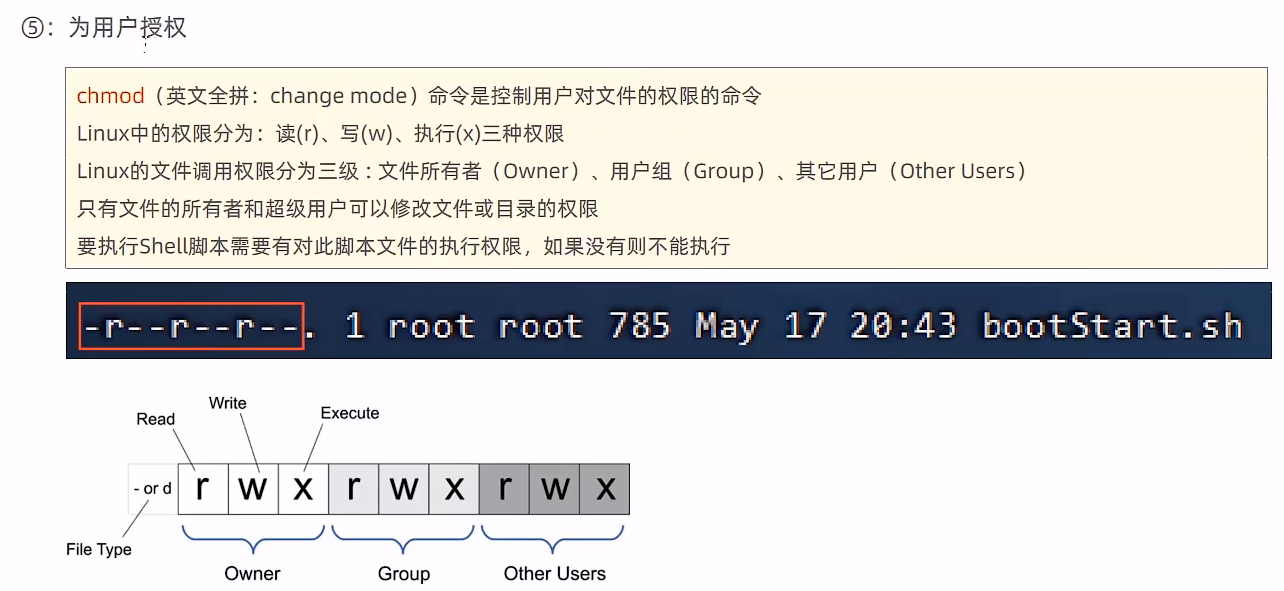 ⑤：为用户授权
chmod（英文全拼：change mode）命令是控制用户对文件的权限的命令
Linux中的权限分为：读(r)、写(w)、执行(x)三种权限
Linux的文件调用权限分为三级 : 文件所有者（Owner）、用户组（Group）、其它用户（Other Users）
只有文件的所有者和超级用户可以修改文件或目录的权限
要执行Shell脚本需要有对此脚本文件的执行权限，如果没有则不能执行
-r--r--r--. 1 root root 785 May 17 20:43 bootStart.sh
Read Write Execute
- or d r w x r w x r w x
File Type
Owner Group Other Users